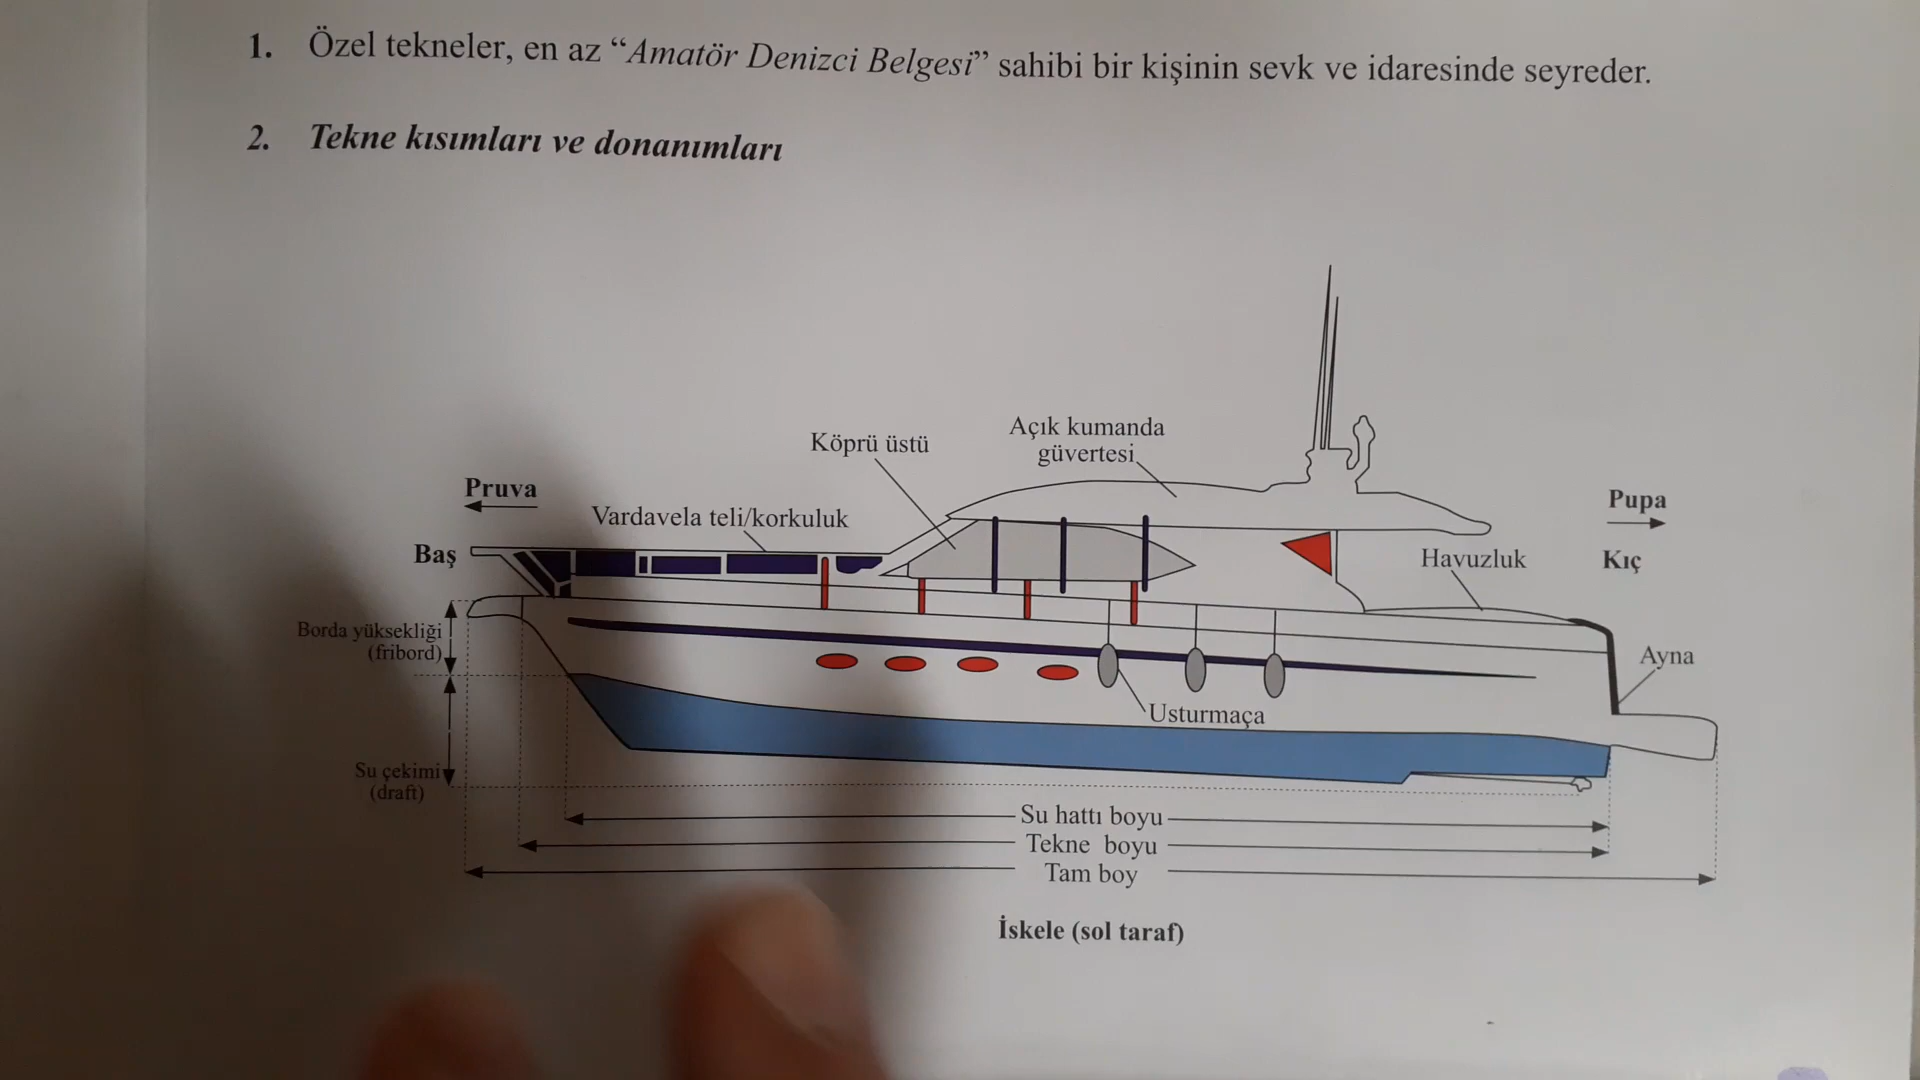 1. Özel tekneler, en az “Amatör Denizci Belgesi” sahibi bir kişinin sevk ve idaresinde seyreder.
2. Tekne kısımları ve donanımları
Açık kumanda
güvertesi
Köprü üstü
Pruva
Vardavela teli/korkuluk
Pupa
Baş
Havuzluk
Kıç
Borda yüksekliği
(fribord)
Ayna
Usturmaça
Su çekimi
(draft)
Su hattı boyu
Tekne boyu
Tam boy
İskele (sol taraf)